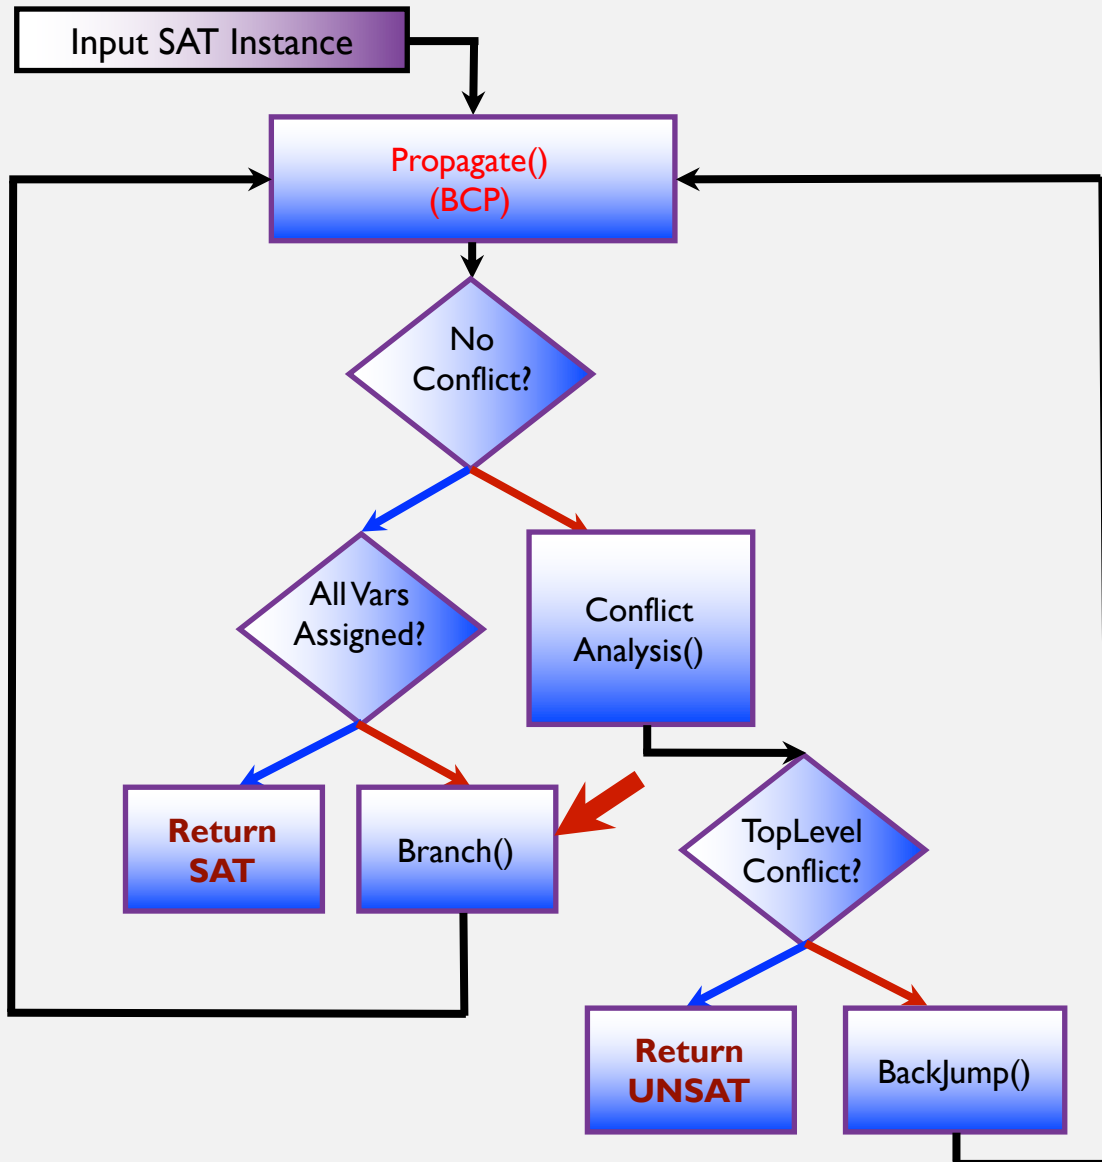 Input SAT Instance
Propagate()
(BCP)
No
Conflict?
All Vars
Assigned?
Conflict
Analysis()
Return
SAT
Branch()
TopLevel
Conflict?
Return
UNSAT
BackJump()